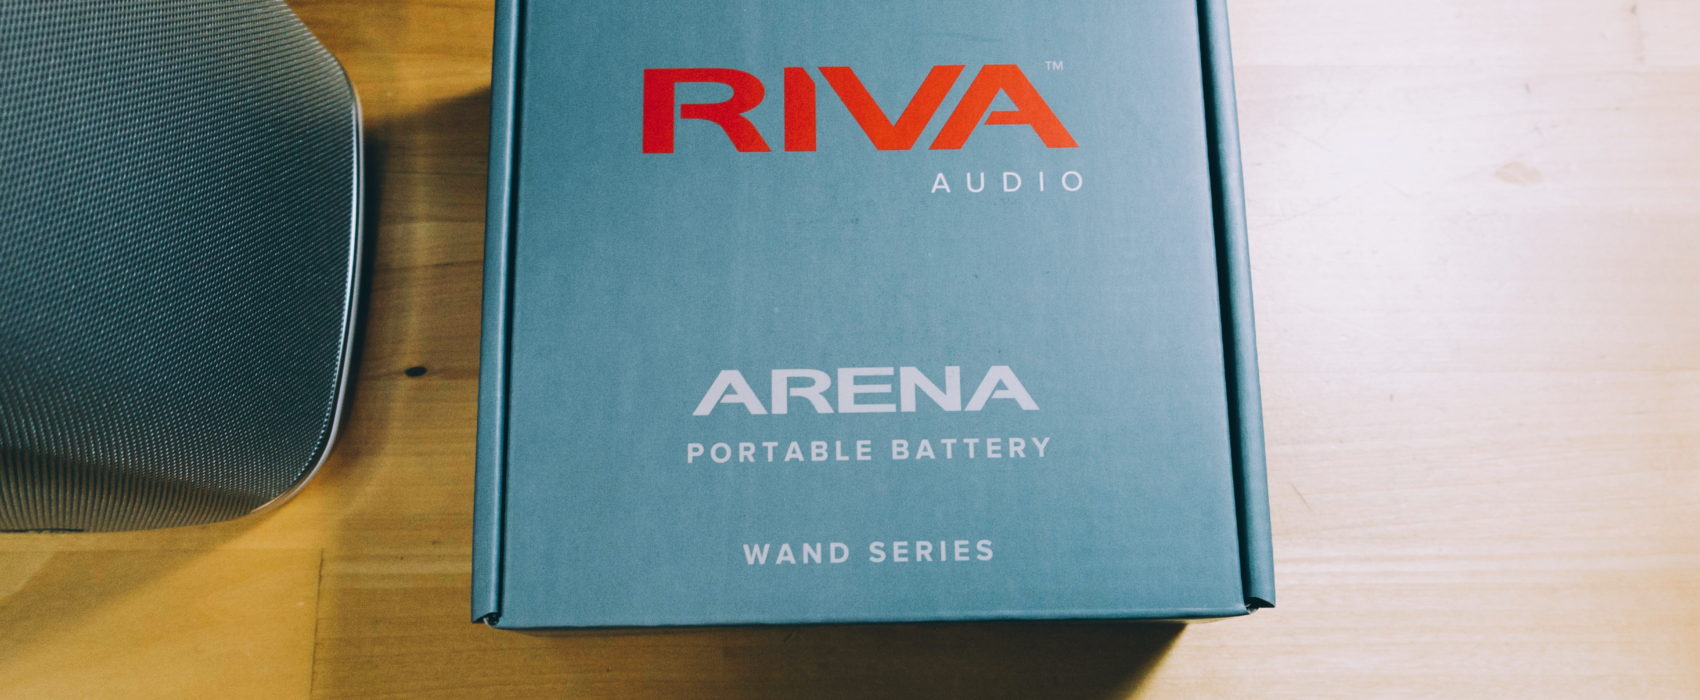 RIVA™
AUDIO
ARENA
PORTABLE BATTERY
WAND SERIES